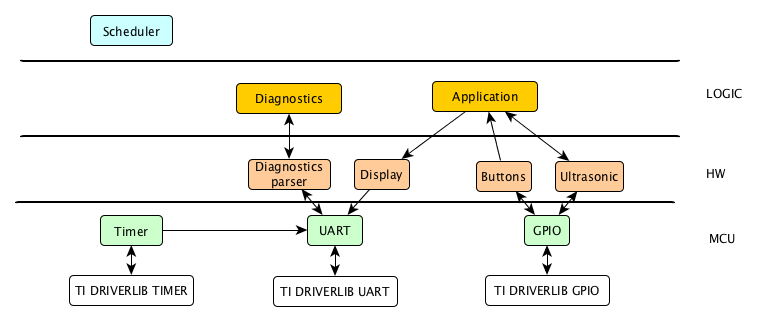 Scheduler
LOGIC
Diagnostics
Application
Diagnostics
parser
Display
Buttons
Ultrasonic
HW
Timer
UART
GPIO
MCU
TI DRIVERLIB TIMER
TI DRIVERLIB UART
TI DRIVERLIB GPIO